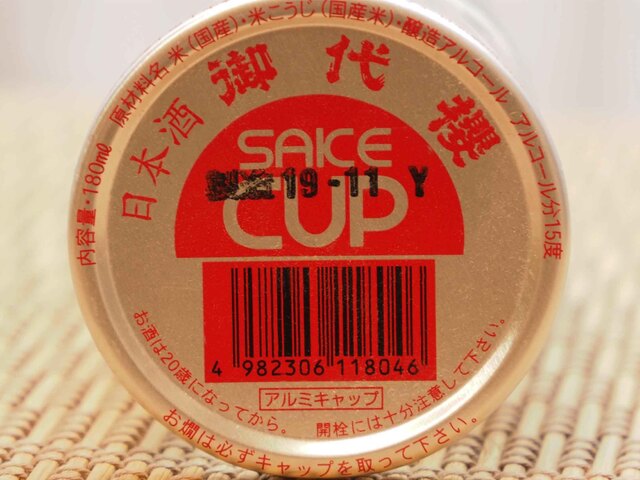 内容量・180mℓ 原材料名 米(国産)・米こうじ(国産米)・醸造アルコール アルコール分15度
日本酒 御代櫻
SAKE
製造19-11 Y
CUP
4 982306 118046
アルミキャップ
お酒は20歳になってから。 開栓には十分注意して下さい。
お燗は必ずキャップを取って下さい。